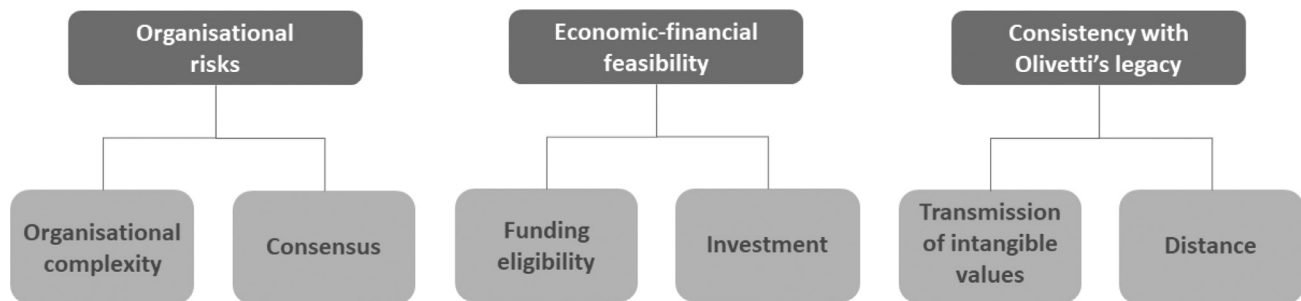 Organisational
risks
Economic-financial
feasibility
Consistency with
Olivetti's legacy
Organisational
complexity
Consensus
Funding
eligibility
Investment
Transmission
of intangible
values
Distance